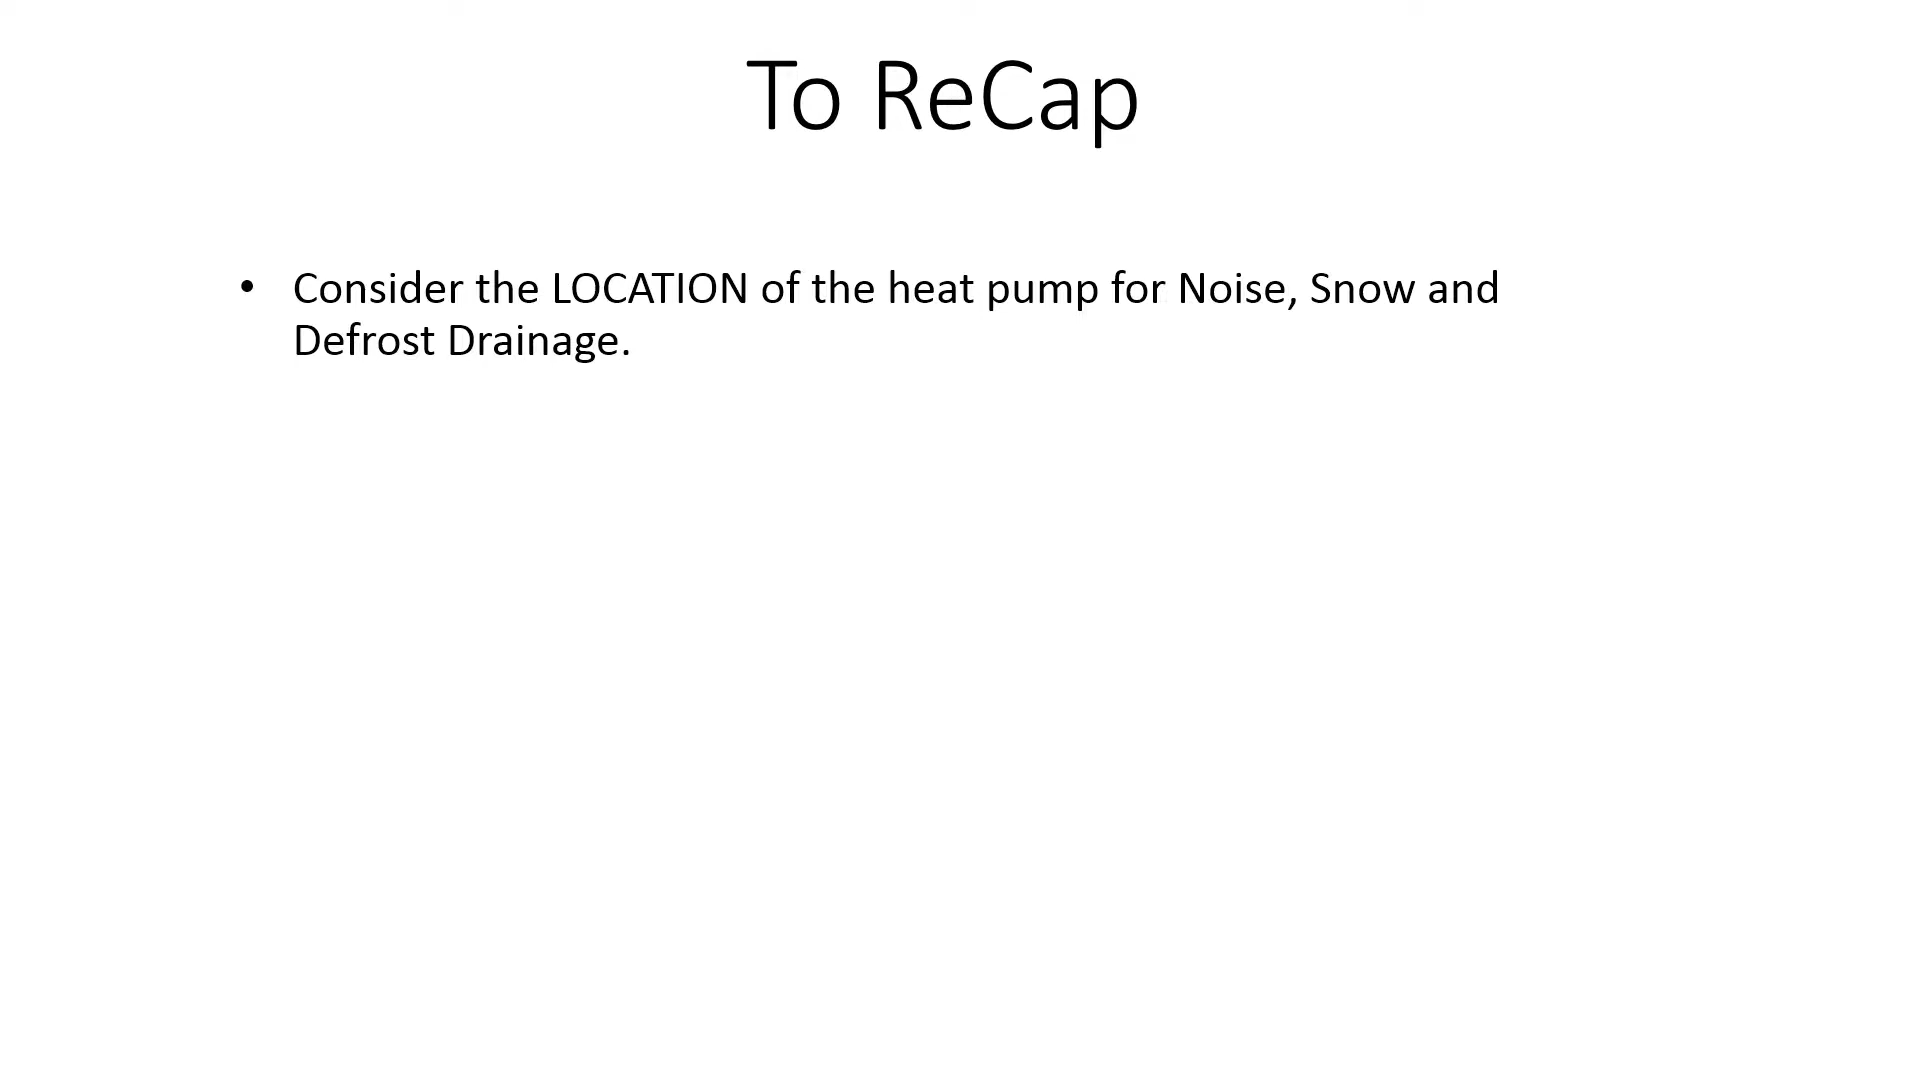 To ReCap
• Consider the LOCATION of the heat pump for Noise, Snow and
Defrost Drainage.